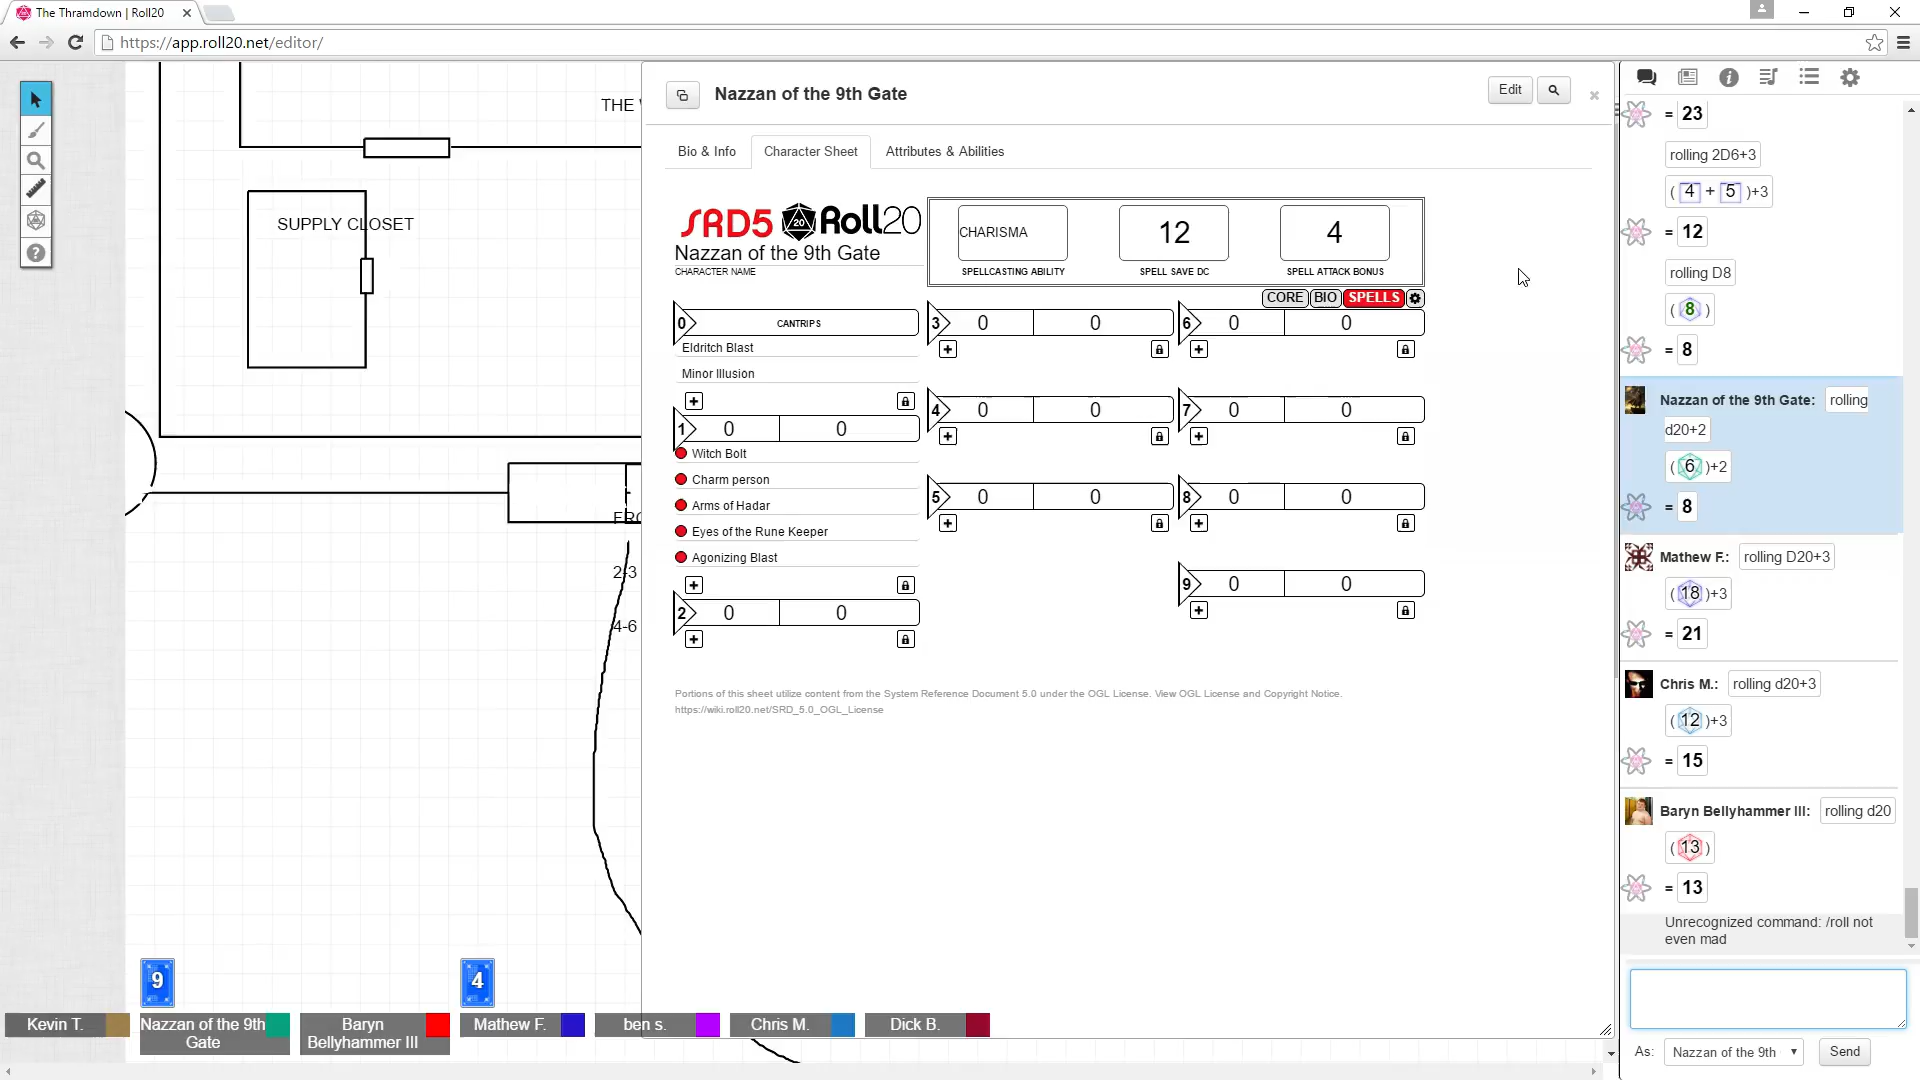 The Thramdown | Roll20
https://app.roll20.net/editor/
THE
SUPPLY CLOSET
2-3
4-6
Nazzan of the 9th Gate
Edit
Bio & Info
Character Sheet
Attributes & Abilities
SRD5 20 Roll20
Nazzan of the 9th Gate
CHARACTER NAME
CHARISMA
12
4
SPELLCASTING ABILITY
SPELL SAVE DC
SPELL ATTACK BONUS
CORE
BIO
SPELLS
0
CANTRIPS
Eldritch Blast
Minor Illusion
1 0 0
Witch Bolt
Charm person
Arms of Hadar
Eyes of the Rune Keeper
Agonizing Blast
2 0 0
3 0 0
4 0 0
5 0 0
6 0 0
7 0 0
8 0 0
9 0 0
Portions of this sheet utilize content from the System Reference Document 5.0 under the OGL License. View OGL License and Copyright Notice.
https://wiki.roll20.net/SRD_5.0_OGL_License
= 23
rolling 2D6+3
( 4 + 5 )+3
= 12
rolling D8
( 8 )
= 8
Nazzan of the 9th Gate: rolling
d20+2
( 6 )+2
= 8
Mathew F.: rolling D20+3
( 18 )+3
= 21
Chris M.: rolling d20+3
( 12 )+3
= 15
Baryn Bellyhammer III: rolling d20
( 13 )
= 13
Unrecognized command: /roll not
even mad
As:
Nazzan of the 9th
Send
9
4
Kevin T.
Nazzan of the 9th
Gate
Baryn
Bellyhammer III
Mathew F.
ben s.
Chris M.
Dick B.